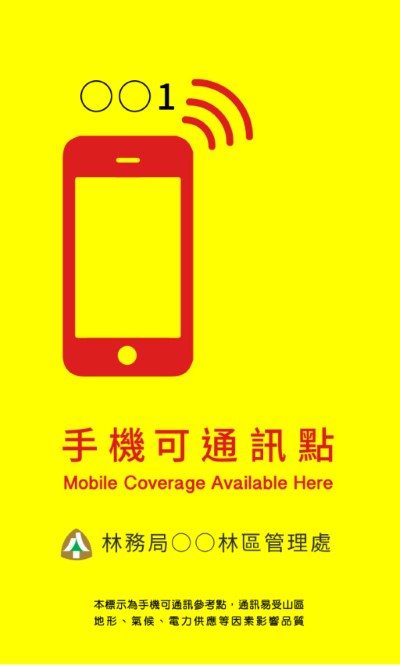 ○○1
手機可通訊點
Mobile Coverage Available Here
林務局○○林區管理處
本標示為手機可通訊參考點，通訊易受山區
地形、氣候、電力供應等因素影響品質